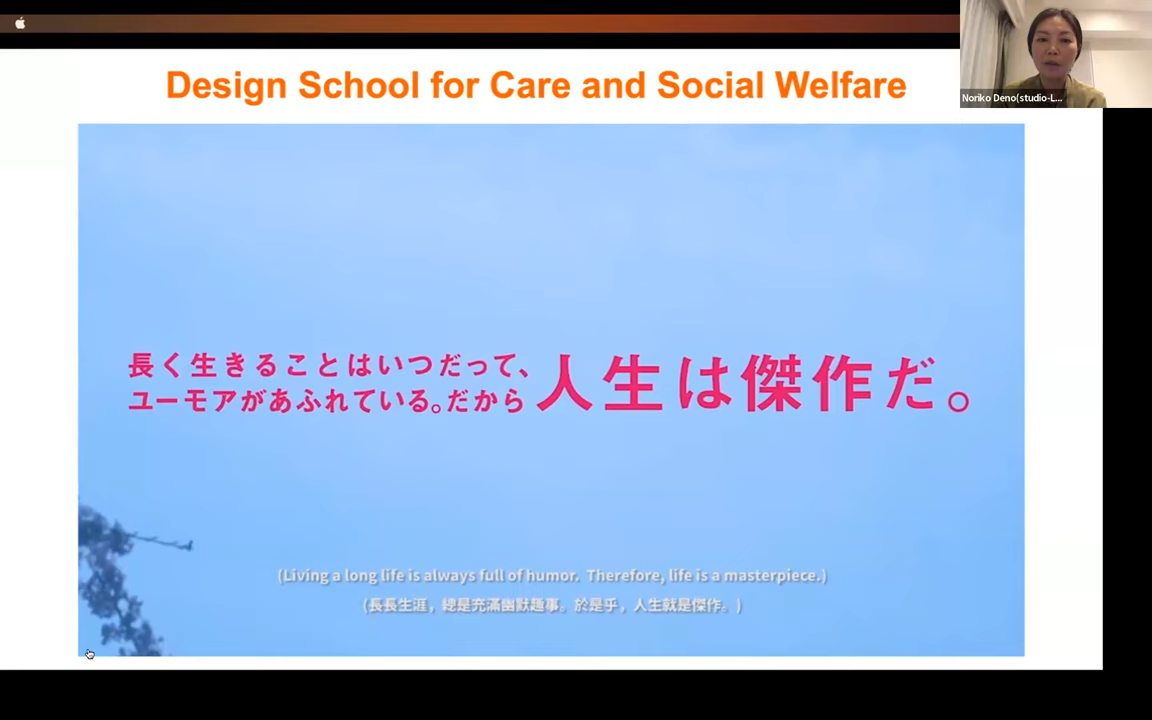 Design School for Care and Social Welfare
Noriko Deno(studio-L...
長く生きることはいつだって、
ユーモアがあふれている。だから
人生は傑作だ。
(Living a long life is always full of humor. Therefore, life is a masterpiece.)
(長長生涯，總是充滿幽默趣事。於是乎，人生就是傑作。)